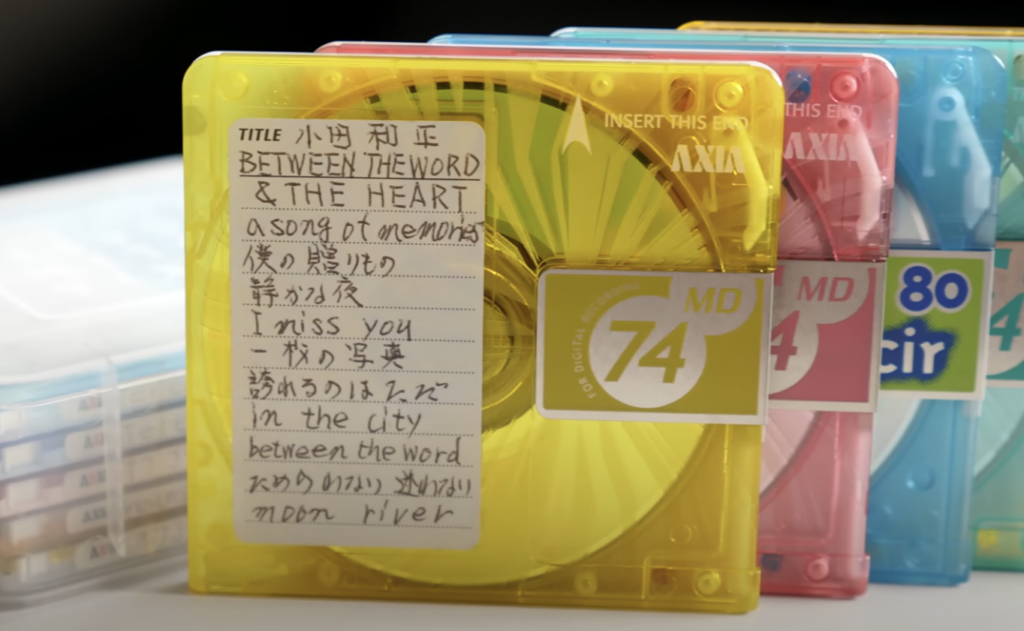 TITLE 小田 和正
BETWEEN THE WORD
& THE HEART
a song of memories
僕の贈りもの
静かな夜
I miss you
一枚の写真
誇れるのはただ
in the city
between the word
ためらわない 迷わない
moon river
INSERT THIS END
AXIA
FOR DIGITAL RECORDING
MD
74
THIS END
AXIA
MD
4
80
cir
4